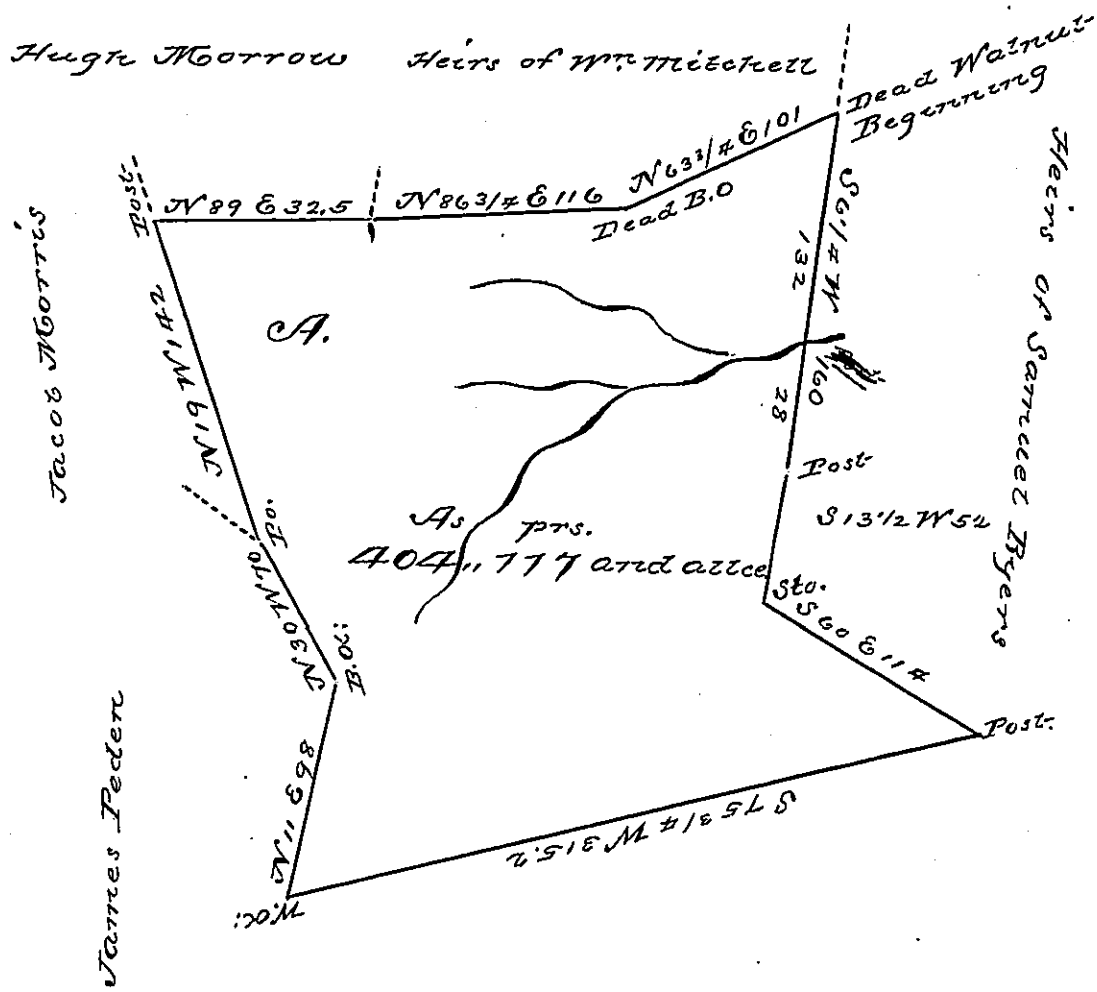 Hugh Morrow Heirs of Wm. Mitchell
Dead Walnut
Beginning
N 63 3/4 E 101
N 86 3/4 E 116
N 89 E 32.5
Dead B.O
Post
S 6 1/4 W
132
160
28
Heirs of Samuel Byers
Jacob Morris
N 19 W 142
A.
Post
S 13 1/2 W 52
Po.
As prs.
404,, 117 and allce
Sto.
S 60 E 114
N 30 W 70
B.O.:
Post.
James Peden
N 11 E 98
S 75 3/4 W 315.2
W.O.: